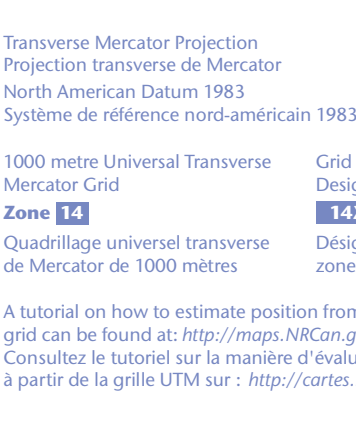 Transverse Mercator Projection
Projection transverse de Mercator
North American Datum 1983
Système de référence nord-américain 1983
1000 metre Universal Transverse
Mercator Grid
Zone 14
Quadrillage universel transverse
de Mercator de 1000 mètres
Grid
A tutorial on how to estimate position from
grid can be found at: http://maps.NRCan.g
Consultez le tutoriel sur la manière d'évalu
à partir de la grille UTM sur : http://cartes.